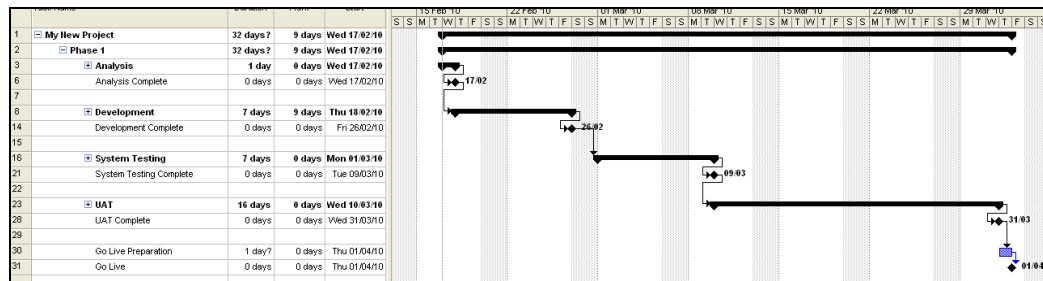 15 Feb '10 22 Feb '10 01 Mar '10 08 Mar '10 15 Mar '10 22 Mar '10 29 Mar '10
S S M T W T F S S M T W T F S S M T W T F S S M T W T F S S M T W T F S S M T W T F S S M T W T F S
1 My New Project 32 days? 9 days Wed 17/02/10
2 Phase 1 32 days? 9 days Wed 17/02/10
3 Analysis 1 day 0 days Wed 17/02/10
6 Analysis Complete 0 days 0 days Wed 17/02/10 17/02
7
8 Development 7 days 9 days Thu 18/02/10
14 Development Complete 0 days 0 days Fri 26/02/10 26/02
15
16 System Testing 7 days 0 days Mon 01/03/10
21 System Testing Complete 0 days 0 days Tue 09/03/10 09/03
22
23 UAT 16 days 0 days Wed 10/03/10
28 UAT Complete 0 days 0 days Wed 31/03/10 31/03
29
30 Go Live Preparation 1 day? 0 days Thu 01/04/10
31 Go Live 0 days 0 days Thu 01/04/10 01/04